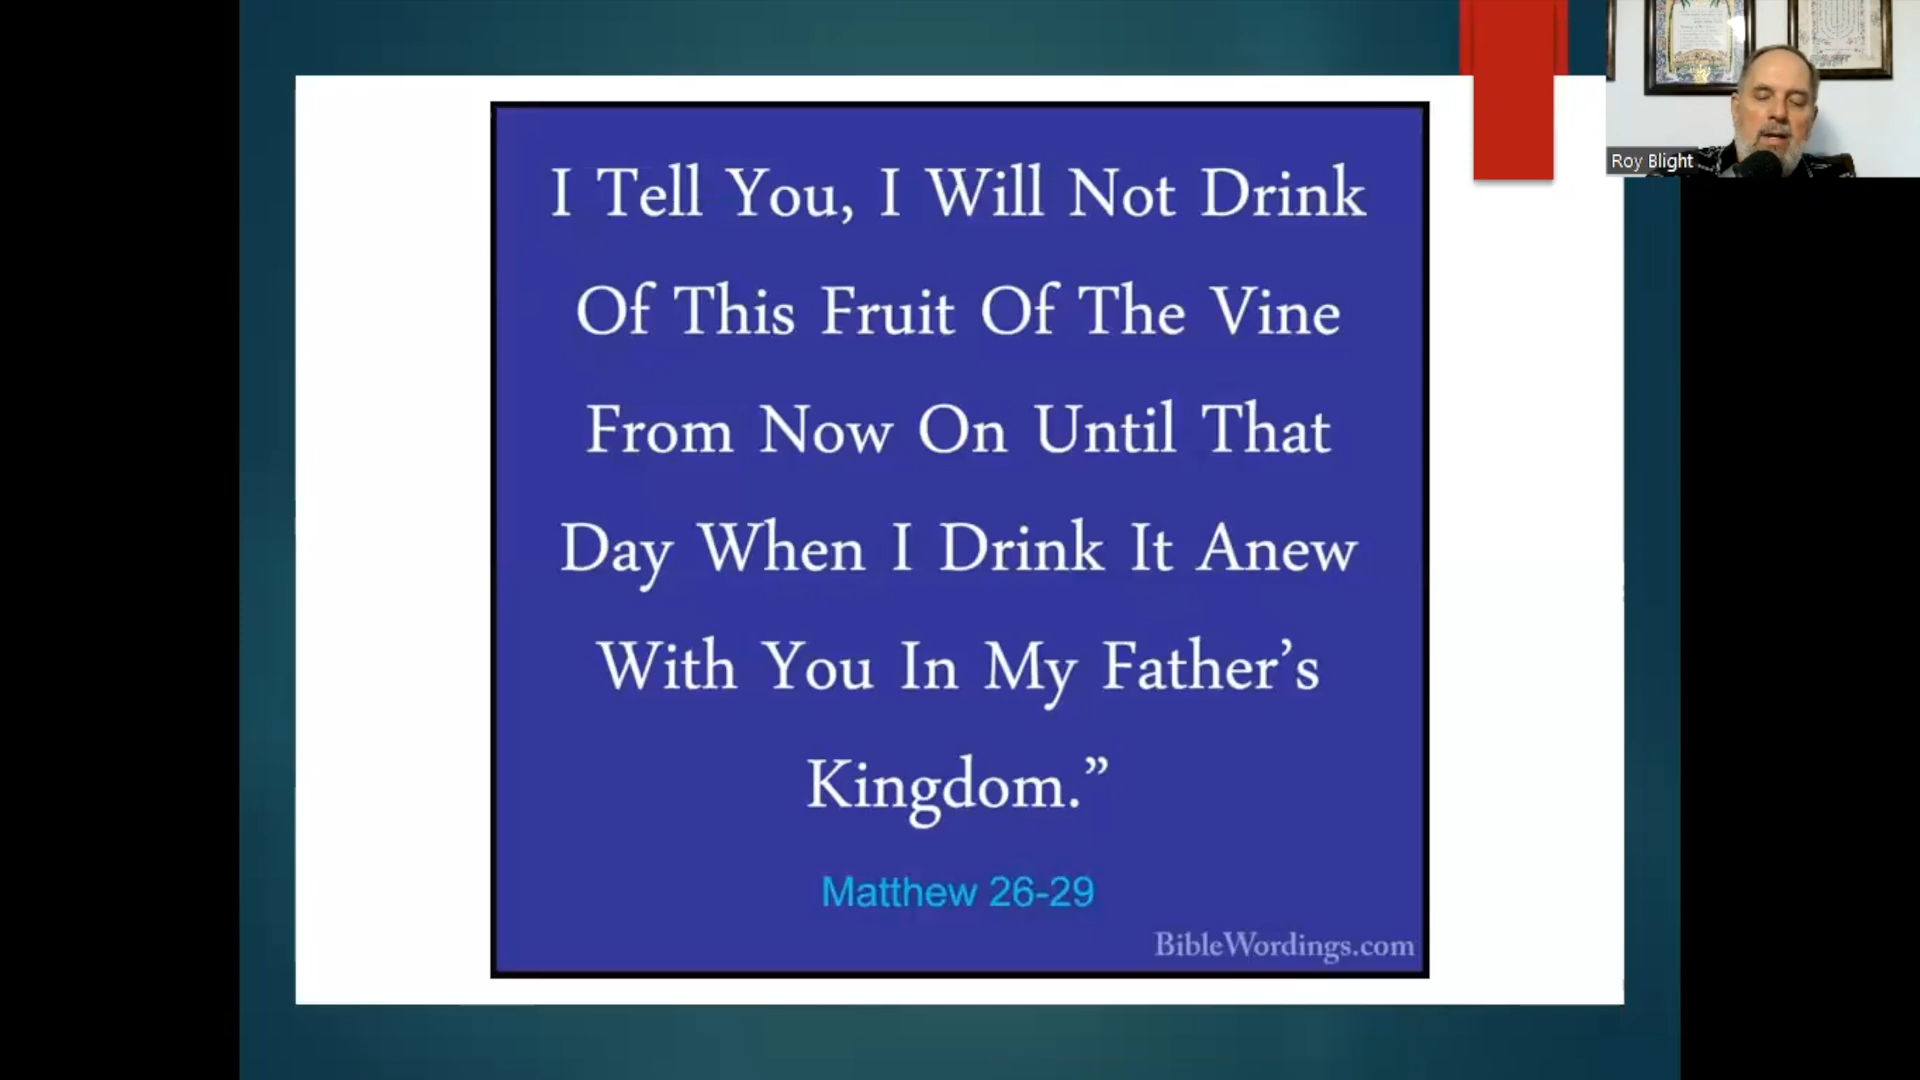 I Tell You, I Will Not Drink
Of This Fruit Of The Vine
From Now On Until That
Day When I Drink It Anew
With You In My Father’s
Kingdom.”
Matthew 26-29
BibleWordings.com
Roy Blight